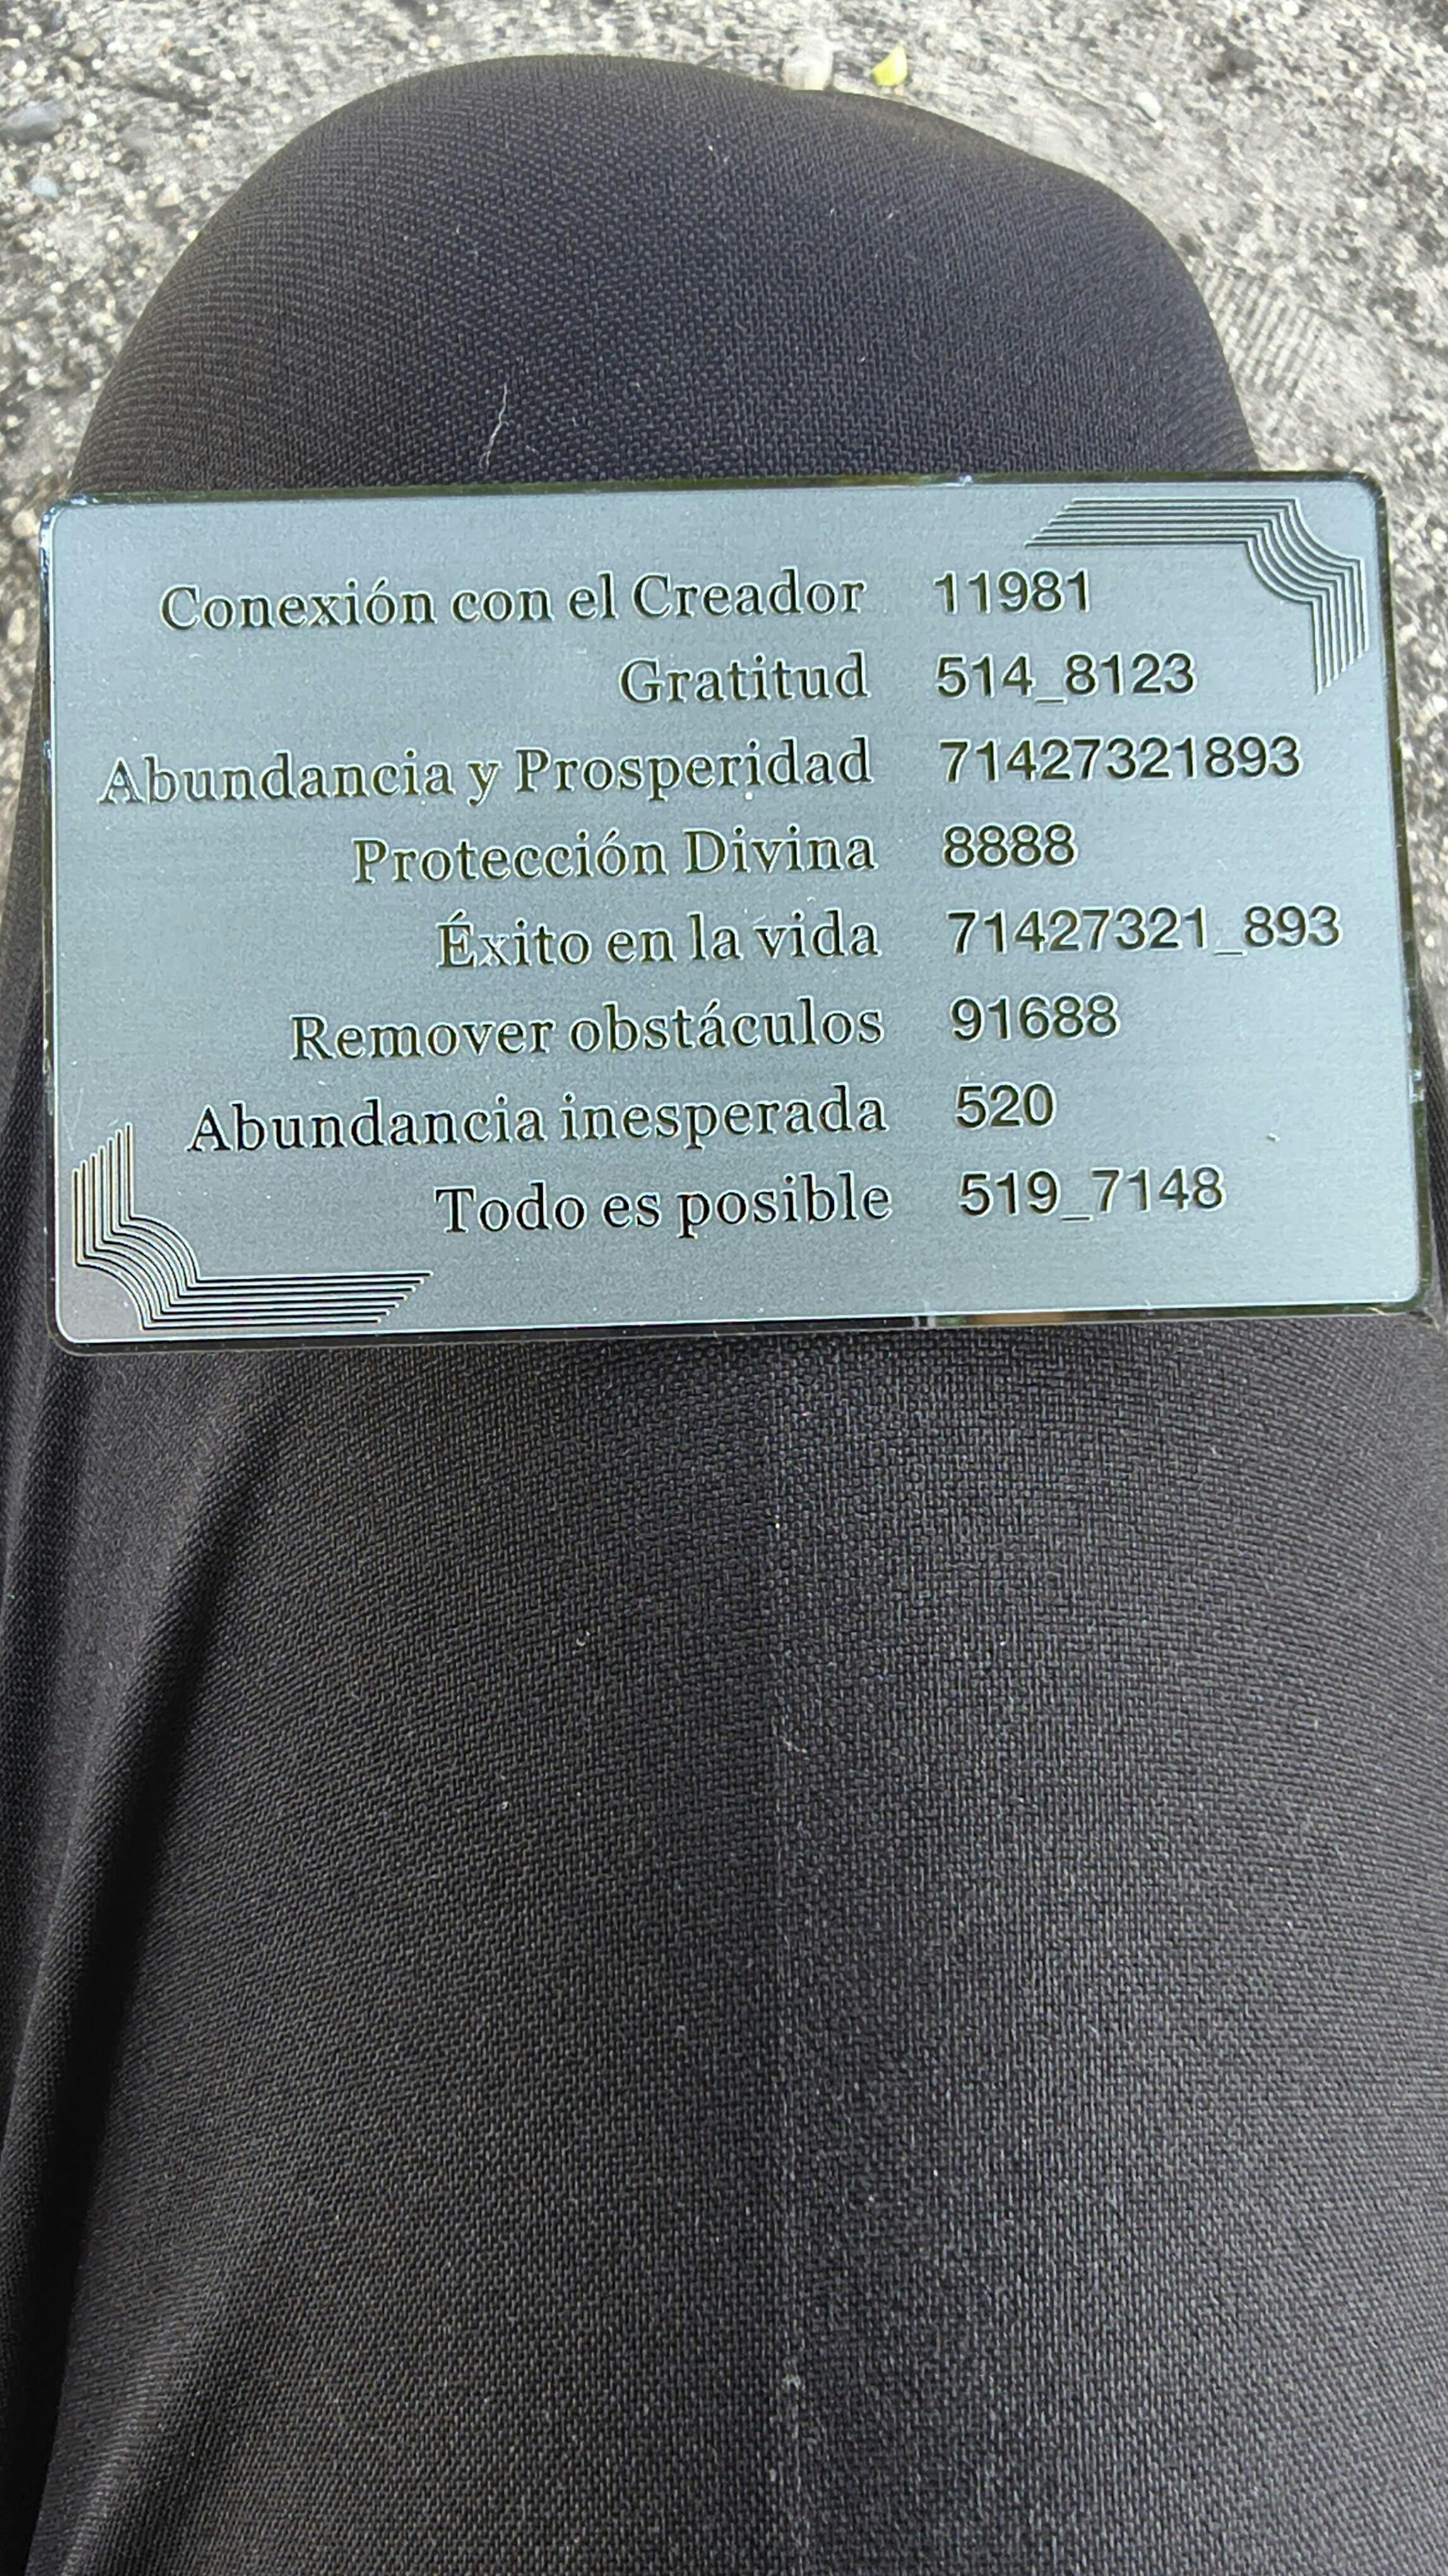 Conexión con el Creador 11981
Gratitud 514_8123
Abundancia y Prosperidad 71427321893
Protección Divina 8888
Éxito en la vida 71427321_893
Remover obstáculos 91688
Abundancia inesperada 520
Todo es posible 519_7148